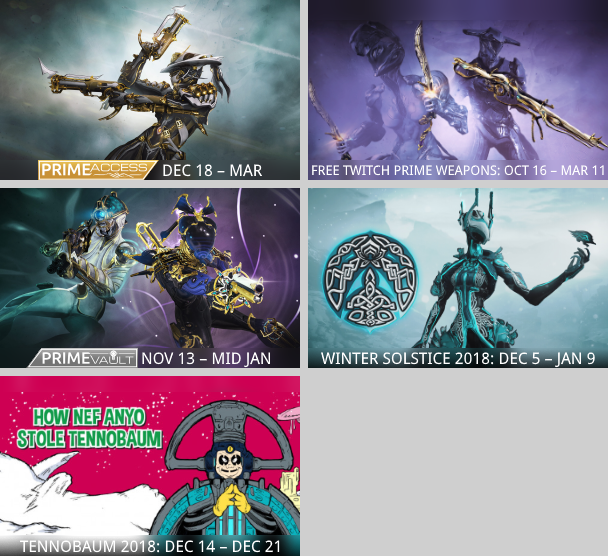 PRIMEACCESS DEC 18 – MAR
FREE TWITCH PRIME WEAPONS: OCT 16 – MAR 11
PRIMEVAULT NOV 13 – MID JAN
WINTER SOLSTICE 2018: DEC 5 – JAN 9
HOW NEF ANYO
STOLE TENNOBAUM
TENNOBAUM 2018: DEC 14 – DEC 21